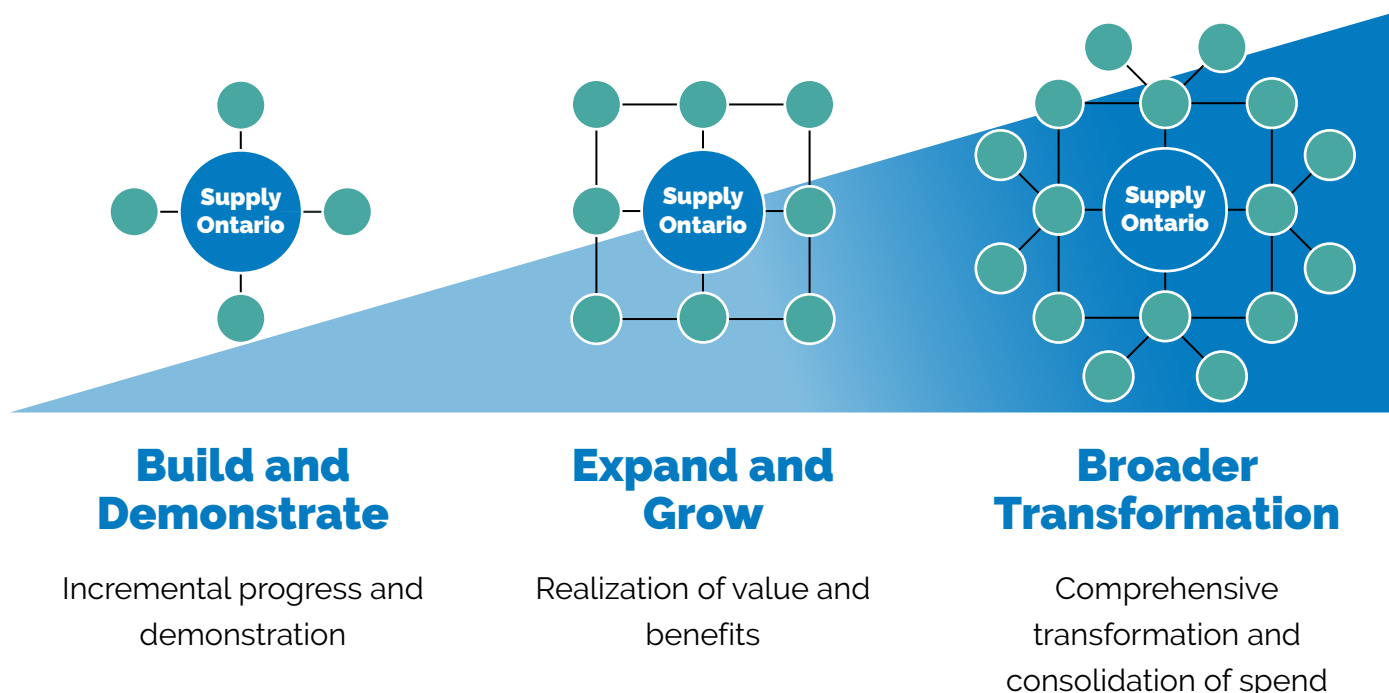 Supply
Ontario
Supply
Ontario
Supply
Ontario
Build and
Demonstrate
Incremental progress and
demonstration
Expand and
Grow
Realization of value and
benefits
Broader
Transformation
Comprehensive
transformation and
consolidation of spend